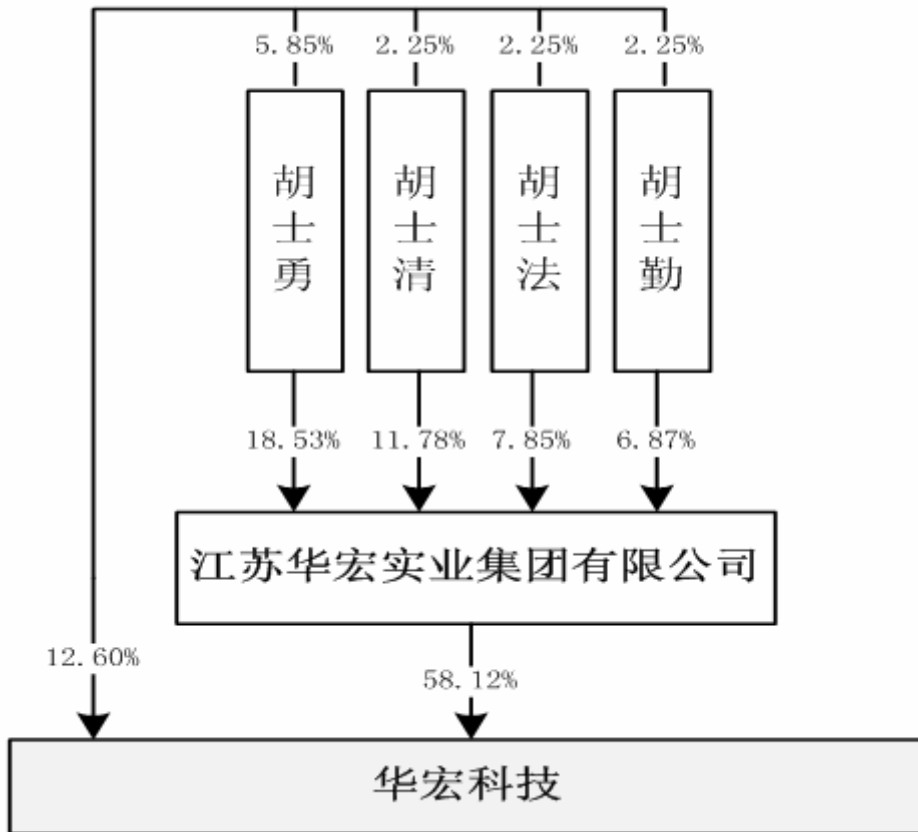 5.85% 2.25% 2.25% 2.25%
胡士勇
胡士清
胡士法
胡士勤
18.53% 11.78% 7.85% 6.87%
江苏华宏实业集团有限公司
12.60%
58.12%
华宏科技